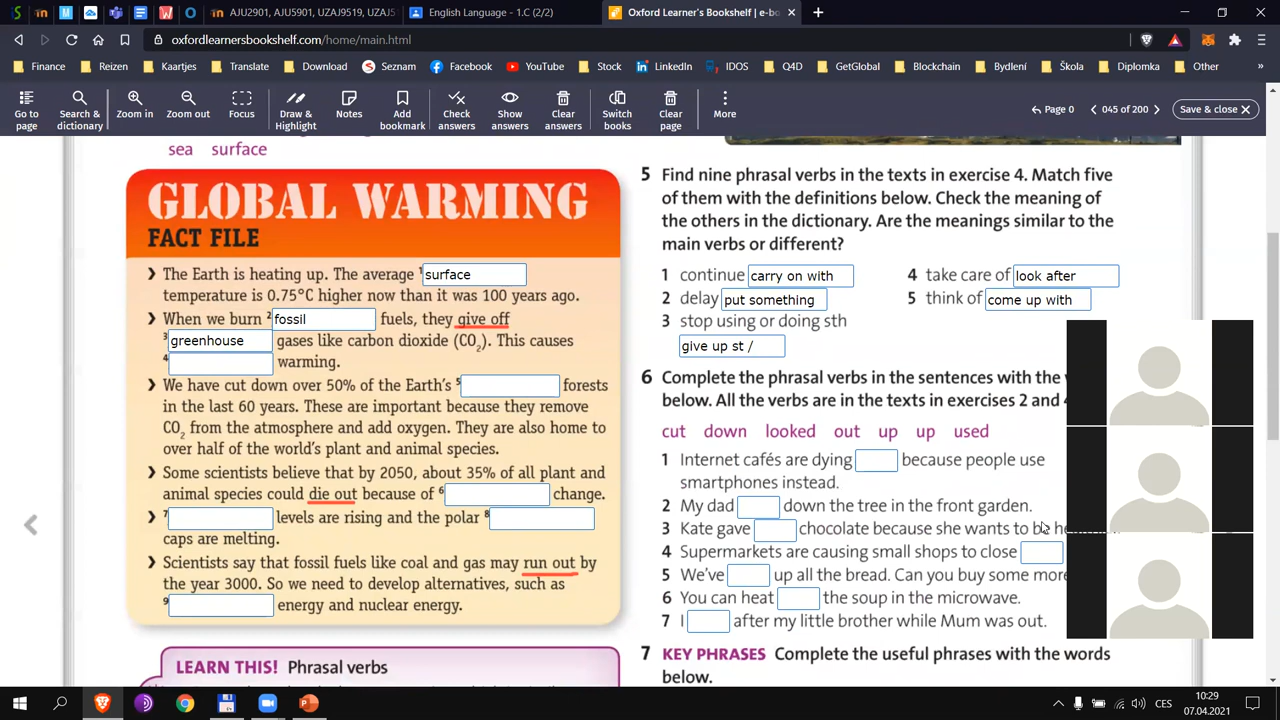 AJU2901, AJU5901, UZAJ9519, UZAJ5
English Language - 1.C (2/2)
Oxford Learner's Bookshelf | e-bo
oxfordlearnersbookshelf.com/home/main.html
Finance Reizen Kaartjes Translate Download Seznam Facebook YouTube Stock LinkedIn IDOS Q4D GetGlobal Blockchain Bydlení Škola Diplomka Other
Go to page
Search & dictionary
Zoom in
Zoom out
Focus
Draw & Highlight
Notes
Add bookmark
Check answers
Show answers
Clear answers
Switch books
Clear page
More
Page 0
045 of 200
Save & close
sea surface
GLOBAL WARMING
FACT FILE
The Earth is heating up. The average 1 surface
temperature is 0.75°C higher now than it was 100 years ago.
When we burn 2 fossil fuels, they give off
3 greenhouse gases like carbon dioxide (CO2). This causes
4 warming.
We have cut down over 50% of the Earth's 5 forests
in the last 60 years. These are important because they remove
CO2 from the atmosphere and add oxygen. They are also home to
over half of the world's plant and animal species.
Some scientists believe that by 2050, about 35% of all plant and
animal species could die out because of 6 change.
7 levels are rising and the polar 8
caps are melting.
Scientists say that fossil fuels like coal and gas may run out by
the year 3000. So we need to develop alternatives, such as
9 energy and nuclear energy.
LEARN THIS! Phrasal verbs
5 Find nine phrasal verbs in the texts in exercise 4. Match five
of them with the definitions below. Check the meaning of
the others in the dictionary. Are the meanings similar to the
main verbs or different?
1 continue carry on with
2 delay put something
3 stop using or doing sth
give up st /
4 take care of look after
5 think of come up with
6 Complete the phrasal verbs in the sentences with the
below. All the verbs are in the texts in exercises 2 and
cut down looked out up up used
1 Internet cafés are dying because people use
smartphones instead.
2 My dad down the tree in the front garden.
3 Kate gave chocolate because she wants to be
4 Supermarkets are causing small shops to close
5 We've up all the bread. Can you buy some more
6 You can heat the soup in the microwave.
7 I after my little brother while Mum was out.
7 KEY PHRASES Complete the useful phrases with the words
below.
CES
10:29
07.04.2021